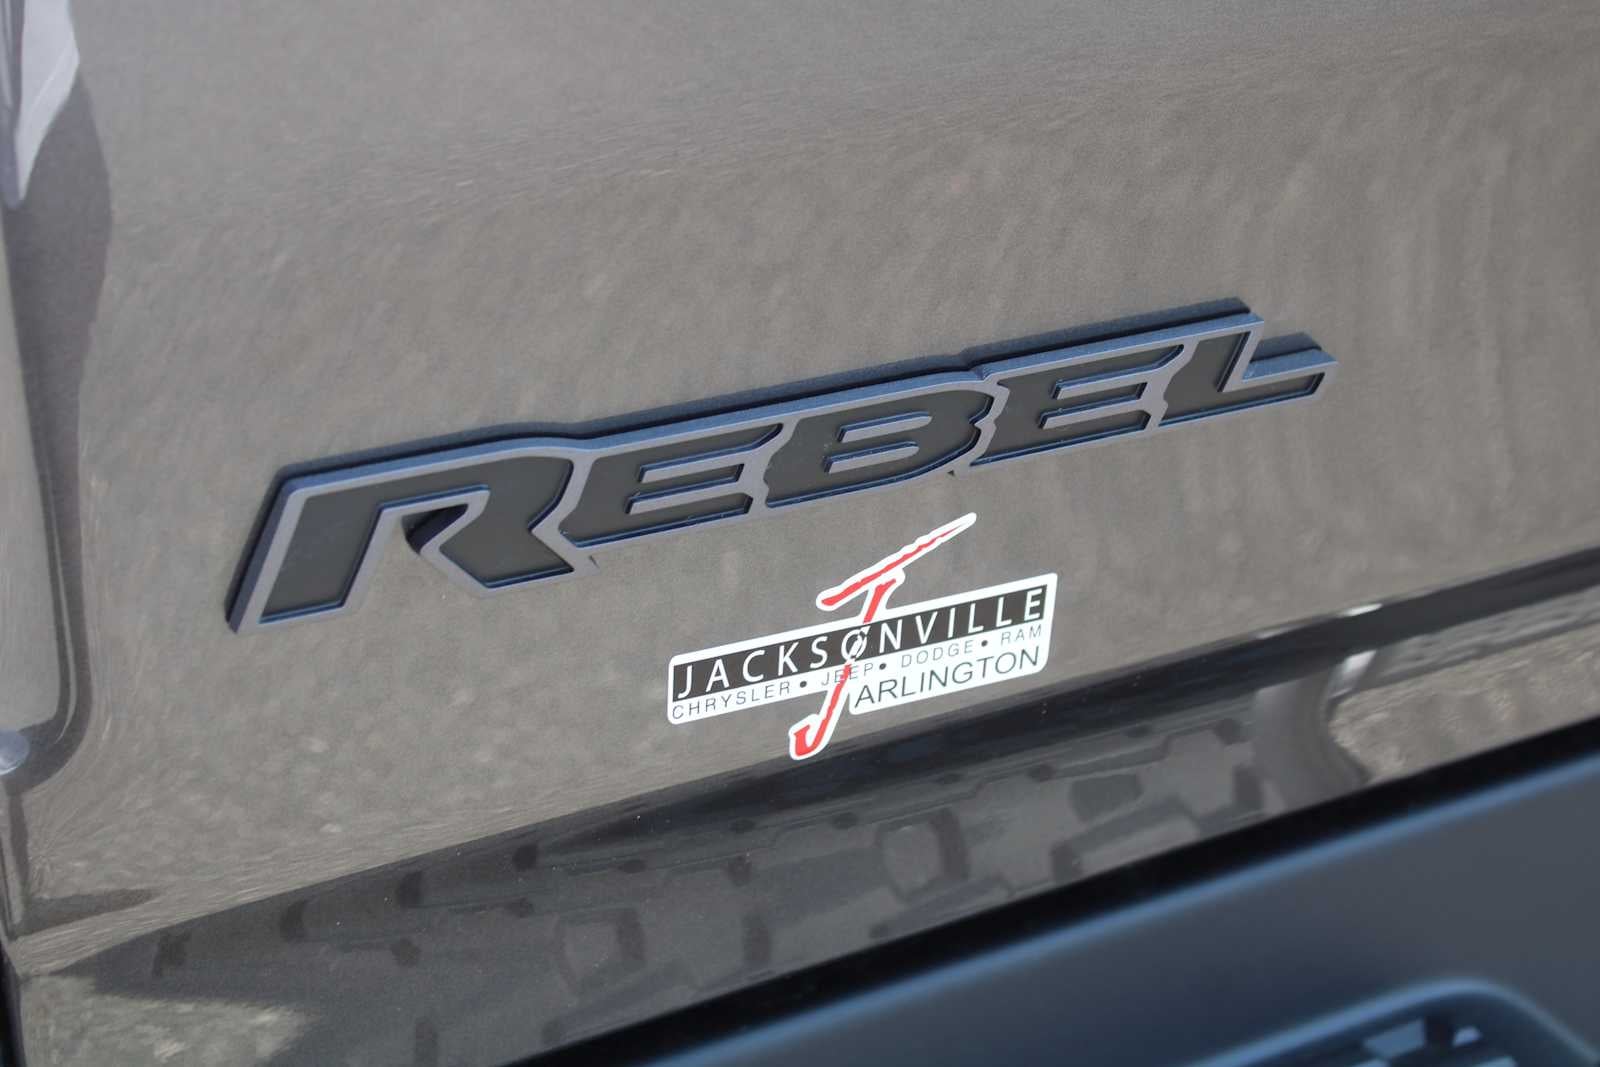 REBEL
JACKSONVILLE
CHRYSLER • JEEP • DODGE • RAM
ARLINGTON